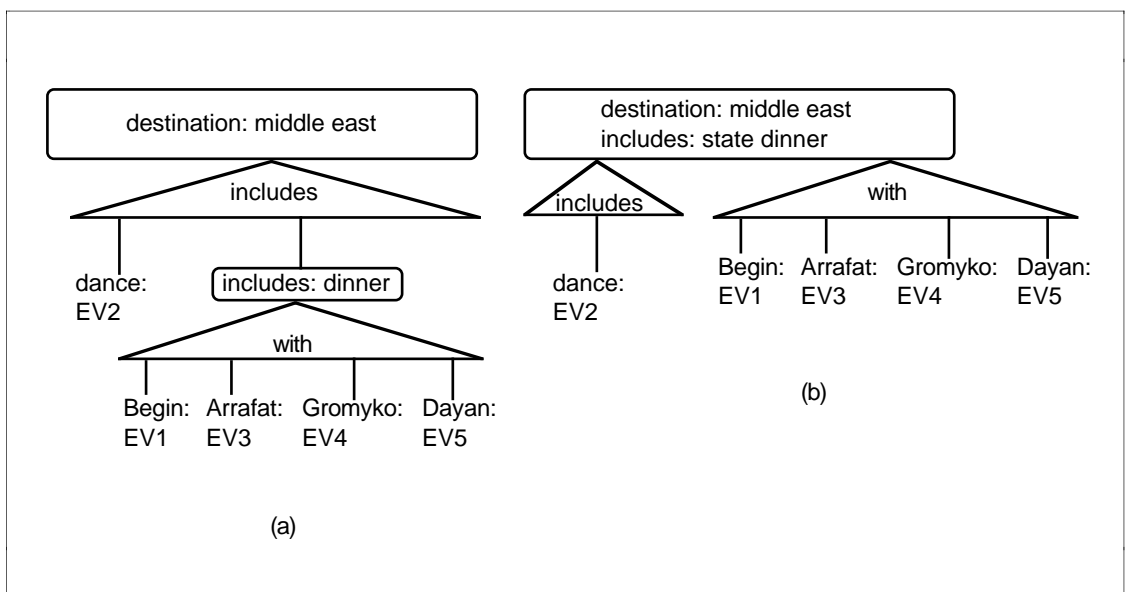 destination: middle east
includes
dance:
EV2
includes: dinner
with
Begin:
EV1
Arrafat:
EV3
Gromyko:
EV4
Dayan:
EV5
(a)
destination: middle east
includes: state dinner
includes
dance:
EV2
with
Begin:
EV1
Arrafat:
EV3
Gromyko:
EV4
Dayan:
EV5
(b)